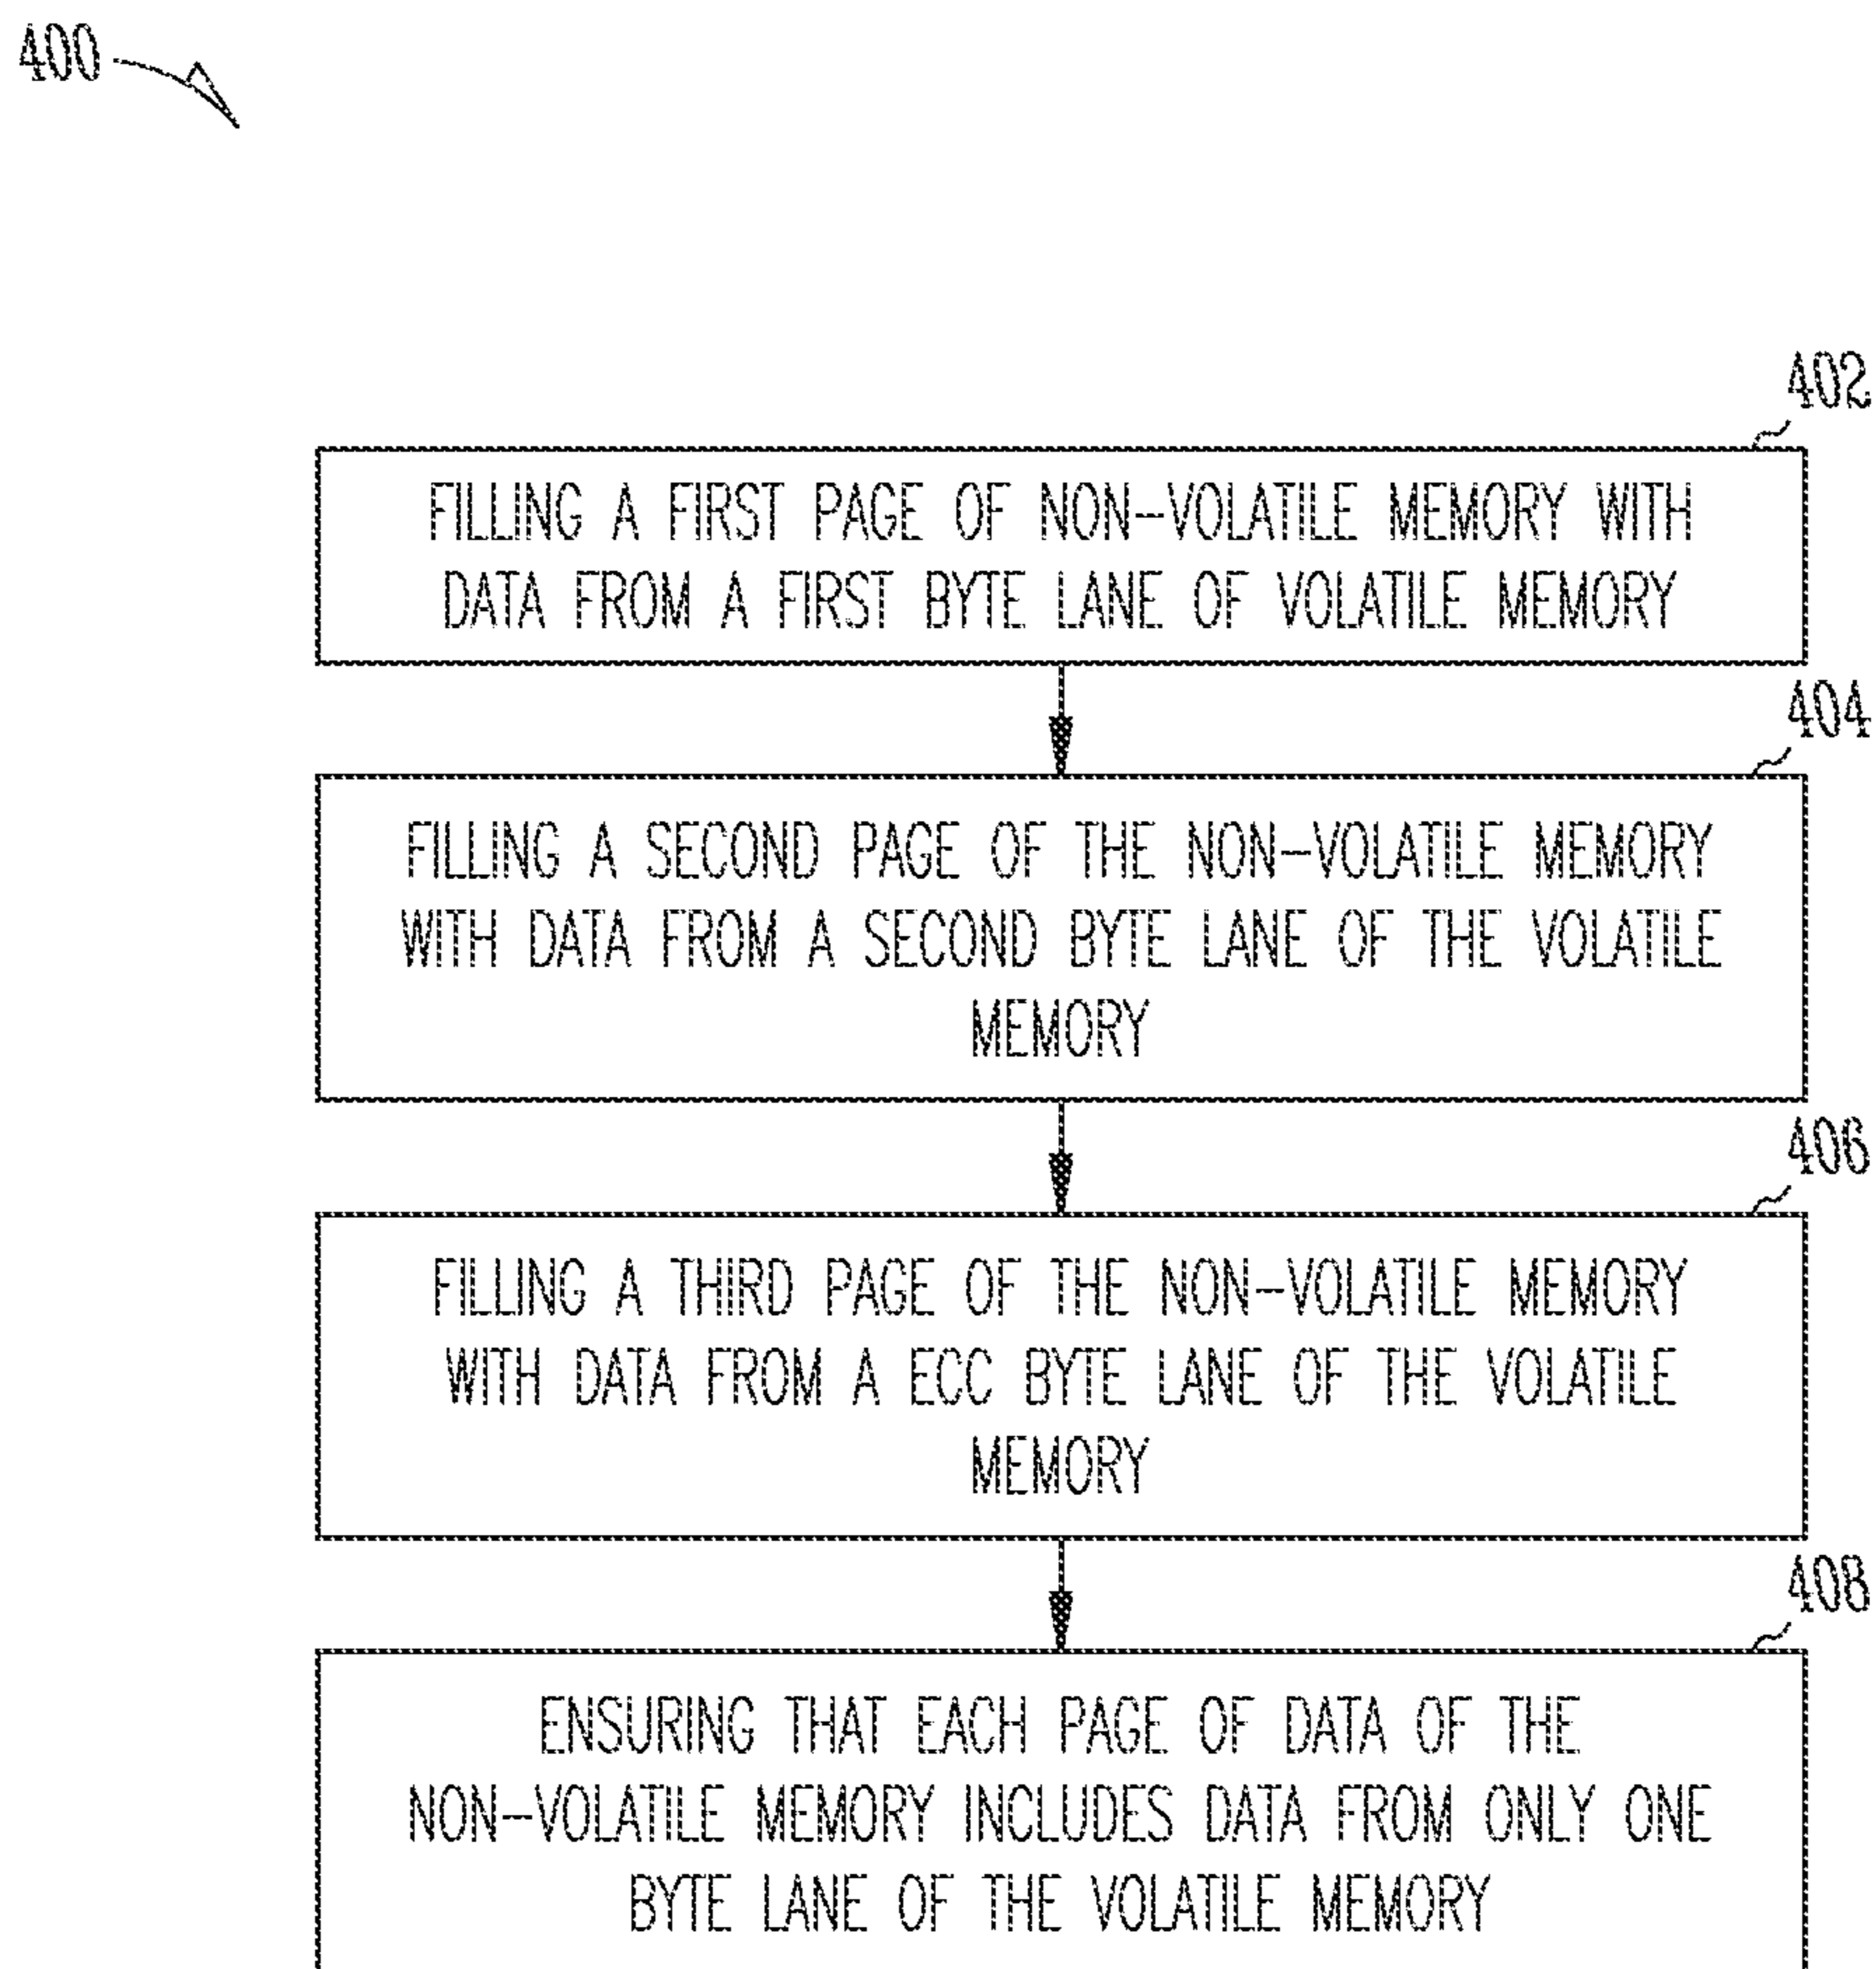 400
402
FILLING A FIRST PAGE OF NON-VOLATILE MEMORY WITH
DATA FROM A FIRST BYTE LANE OF VOLATILE MEMORY
404
FILLING A SECOND PAGE OF THE NON-VOLATILE MEMORY
WITH DATA FROM A SECOND BYTE LANE OF THE VOLATILE
MEMORY
406
FILLING A THIRD PAGE OF THE NON-VOLATILE MEMORY
WITH DATA FROM A ECC BYTE LANE OF THE VOLATILE
MEMORY
408
ENSURING THAT EACH PAGE OF DATA OF THE
NON-VOLATILE MEMORY INCLUDES DATA FROM ONLY ONE
BYTE LANE OF THE VOLATILE MEMORY